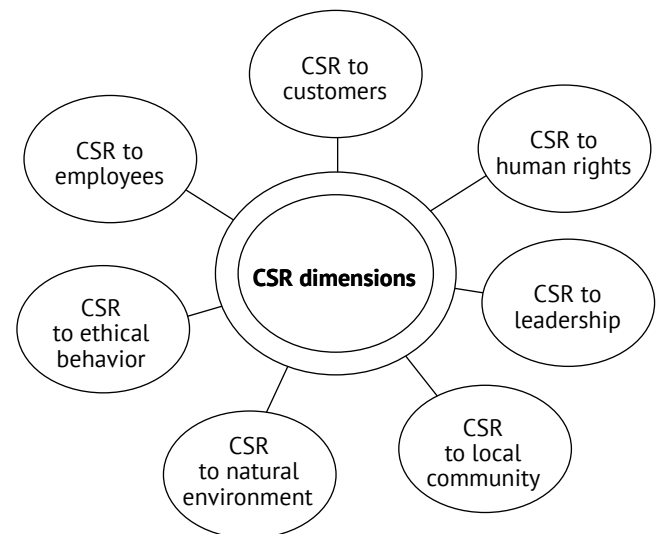 CSR to
customers
CSR to
human rights
CSR to
employees
CSR dimensions
CSR to
leadership
CSR
to ethical
behavior
CSR
to local
community
CSR
to natural
environment